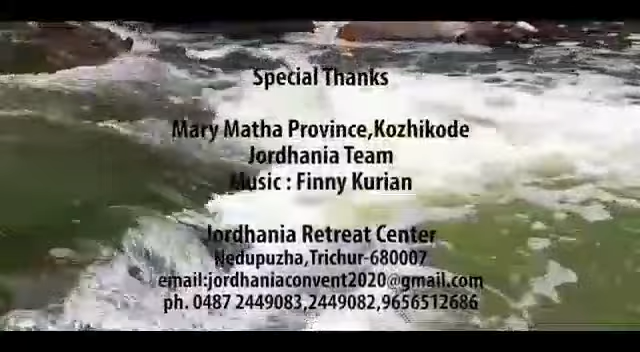 Special Thanks
Mary Matha Province,Kozhikode
Jordhania Team
Music : Finny Kurian
Jordhania Retreat Center
Nedupuzha,Trichur-680007
email:jordhaniaconvent2020@gmail.com
ph. 0487 2449083,2449082,9656512686